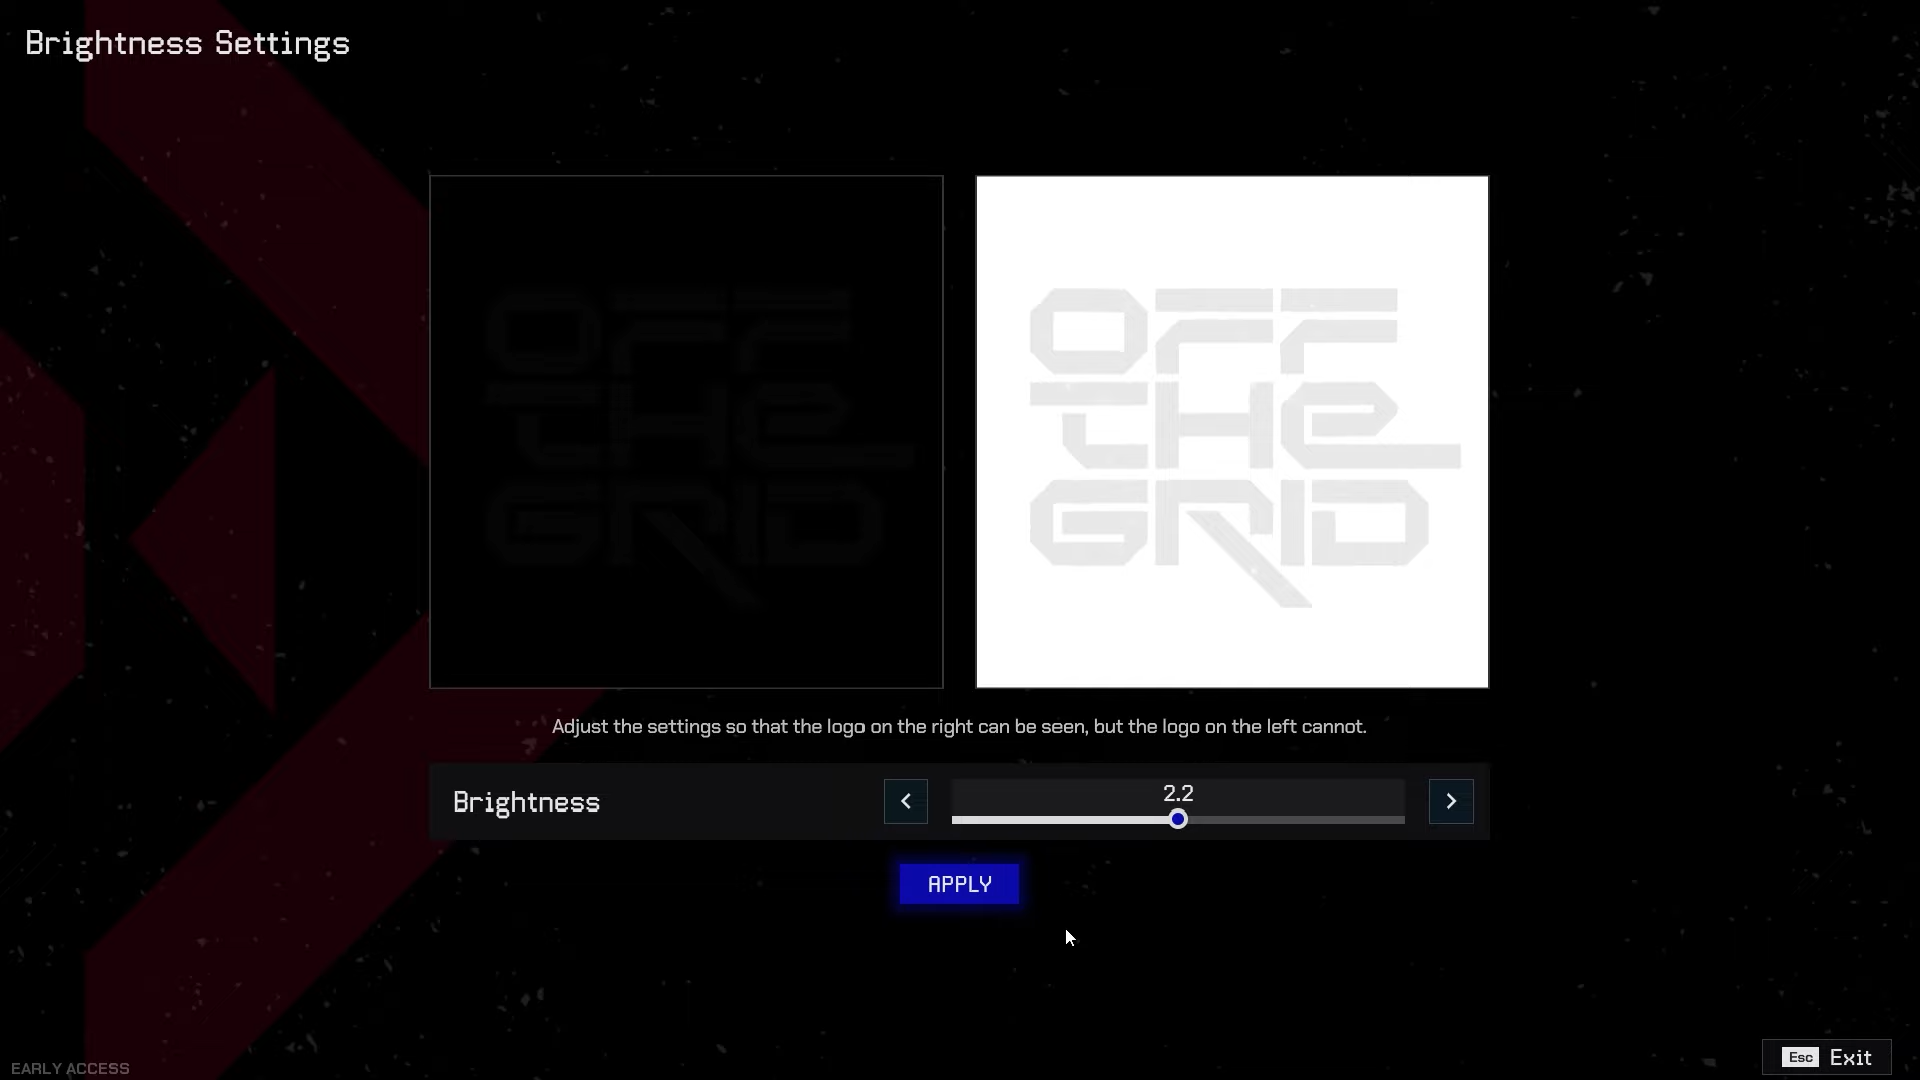 Brightness Settings
OFF
THE
GRID
OFF
THE
GRID
Adjust the settings so that the logo on the right can be seen, but the logo on the left cannot.
Brightness
2.2
APPLY
EARLY ACCESS
Esc Exit